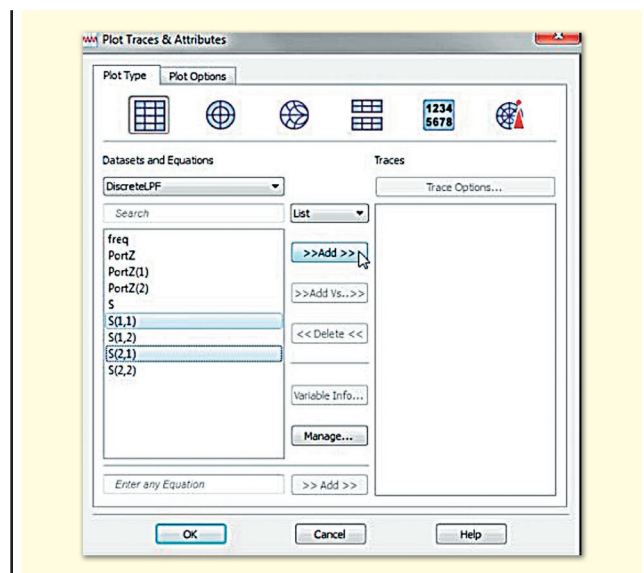 Plot Traces & Attributes
Plot Type
Plot Options
1234
5678
Datasets and Equations
Traces
DiscreteLPF
Trace Options...
Search
List
freq
PortZ
PortZ(1)
PortZ(2)
S
S(1,1)
S(1,2)
S(2,1)
S(2,2)
>>Add >>
>>Add Vs..>>
<< Delete <<
Variable Info...
Manage...
Enter any Equation
>> Add >>
OK
Cancel
Help